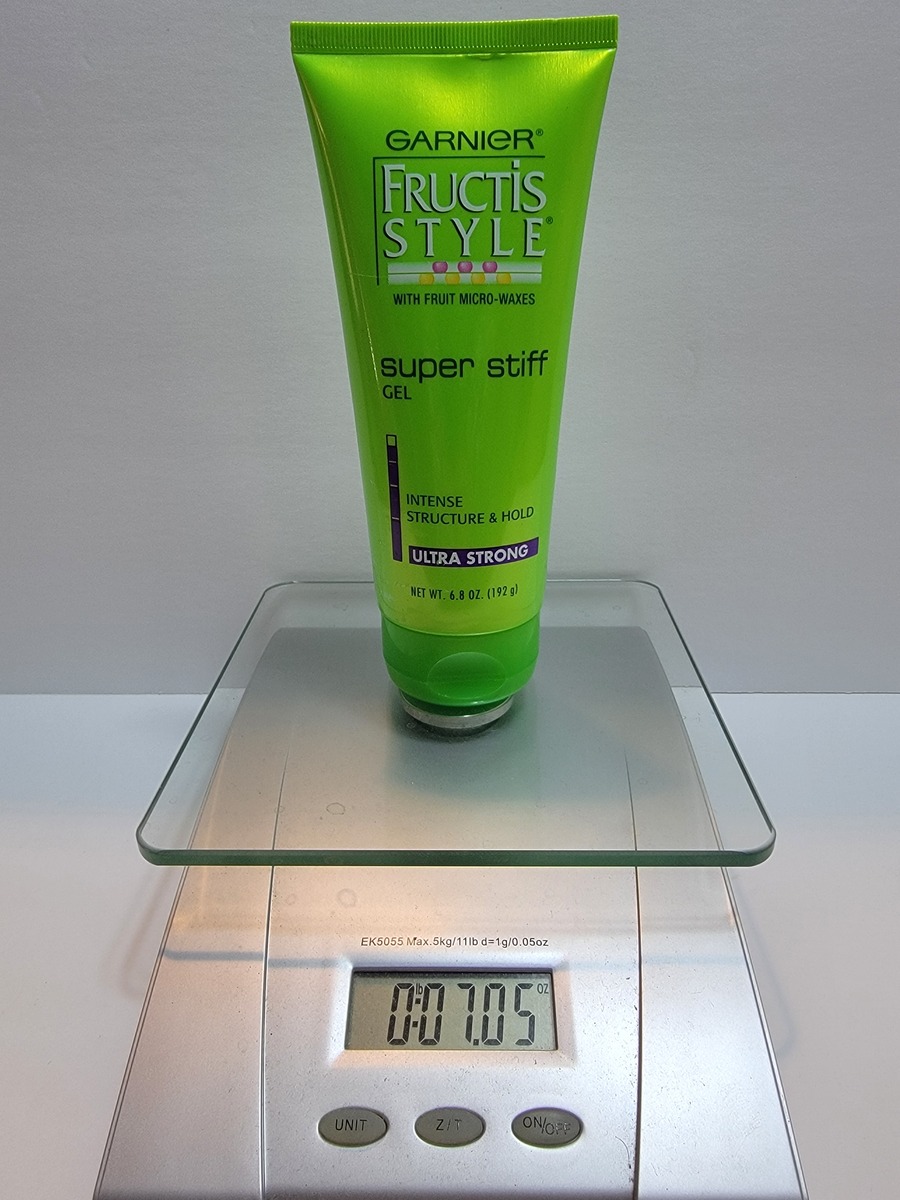 GARNIER®
FRUCTIS
STYLE®
WITH FRUIT MICRO-WAXES
super stiff
GEL
INTENSE
STRUCTURE & HOLD
ULTRA STRONG
NET WT. 6.8 OZ. (192 g)
EK5055 Max.5kg/11lb d=1g/0.05oz
0lb:07.05 OZ
UNIT Z/T ON/OFF